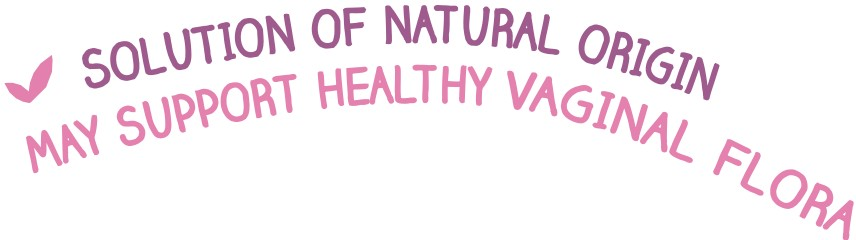 SOLUTION OF NATURAL ORIGIN
MAY SUPPORT HEALTHY VAGINAL FLORA